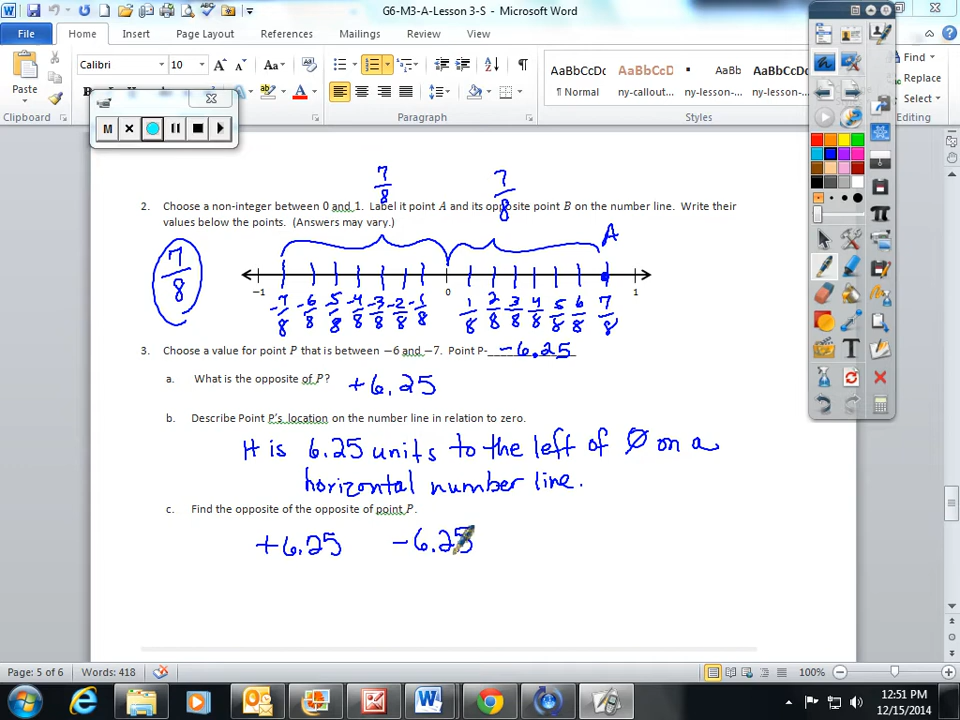 G6-M3-A-Lesson 3-S - Microsoft Word
File Home Insert Page Layout References Mailings Review View
Calibri 10 Aa
AaBbCcDc AaBbCcD AaBb AaBbCcDc Find
Paste ¶ Normal ny-callout... ny-lesson-... ny-lesson-... Replace
Select
Clipboard Paragraph Styles Editing
M
7/8 7/8
2. Choose a non-integer between 0 and 1. Label it point A and its opposite point B on the number line. Write their
values below the points. (Answers may vary.)
7/8 A
−1 0 1
-7/8 -6/8 -5/8 -4/8 -3/8 -2/8 -1/8 1/8 2/8 3/8 4/8 5/8 6/8 7/8
3. Choose a value for point P that is between −6 and −7. Point P- −6.25
a. What is the opposite of P? +6.25
b. Describe Point P's location on the number line in relation to zero.
It is 6.25 units to the left of 0 on a
horizontal number line.
c. Find the opposite of the opposite of point P.
+6.25 −6.25
Page: 5 of 6 Words: 418 100%
12:51 PM
12/15/2014